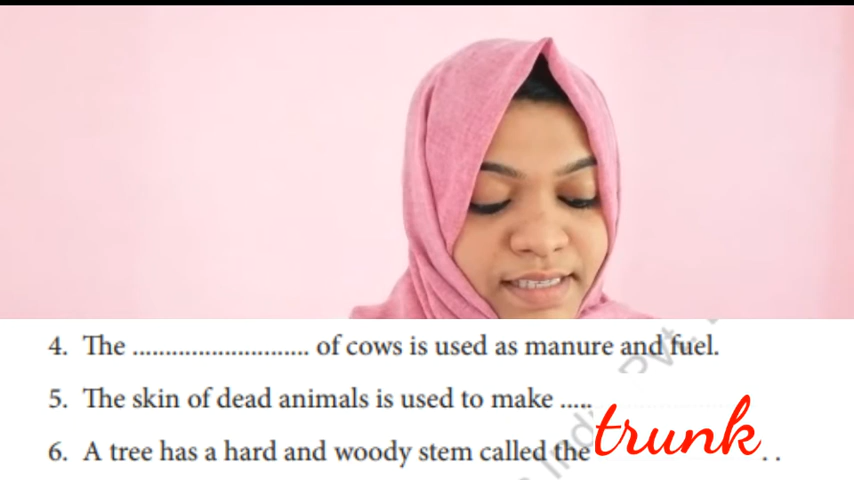 4. The ........................... of cows is used as manure and fuel.
5. The skin of dead animals is used to make .....
6. A tree has a hard and woody stem called the trunk . .